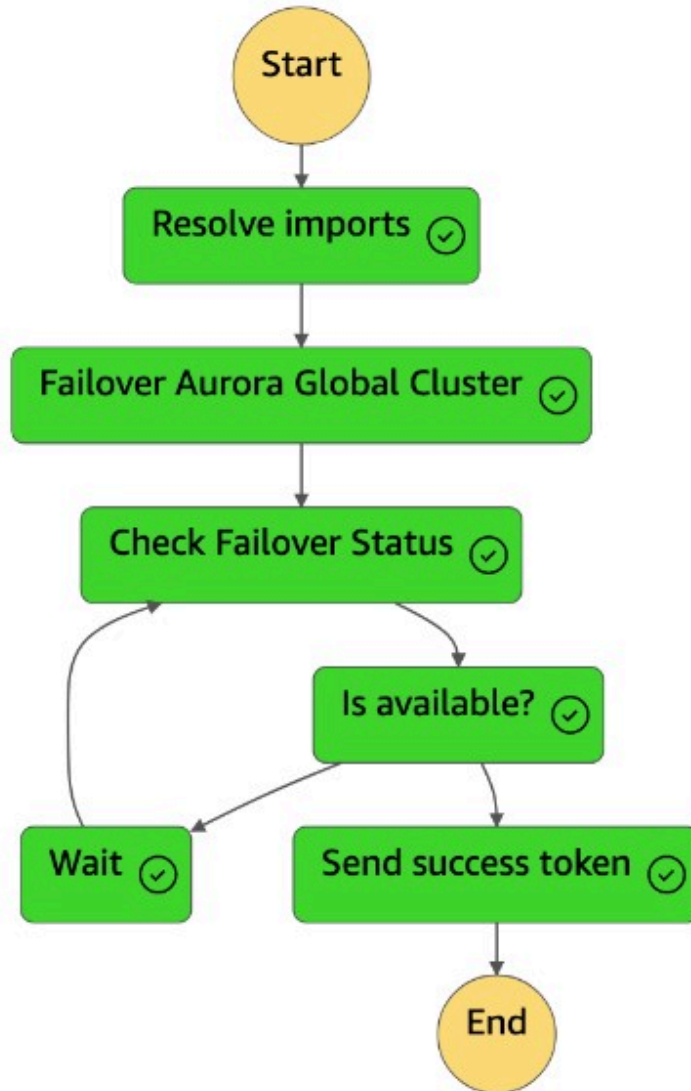 Start
Resolve imports
Failover Aurora Global Cluster
Check Failover Status
Is available?
Wait
Send success token
End